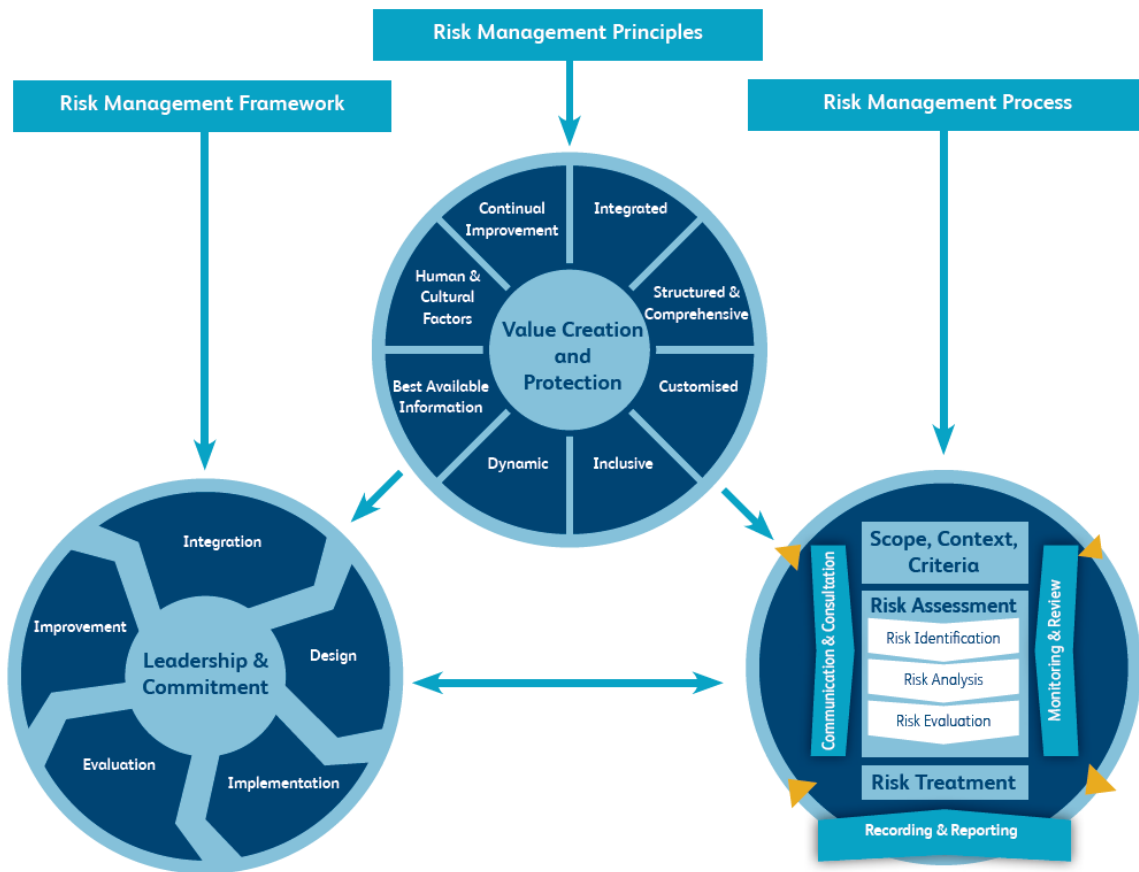 Risk Management Principles
Risk Management Framework
Risk Management Process
Continual
Improvement
Integrated
Human &
Cultural
Factors
Structured &
Comprehensive
Value Creation
and
Protection
Best Available
Information
Customised
Dynamic
Inclusive
Integration
Improvement
Design
Leadership &
Commitment
Evaluation
Implementation
Scope, Context,
Criteria
Communication & Consultation
Risk Assessment
Risk Identification
Risk Analysis
Risk Evaluation
Monitoring & Review
Risk Treatment
Recording & Reporting